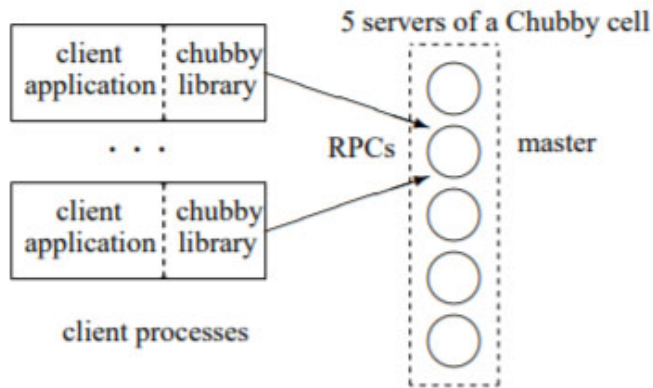 5 servers of a Chubby cell
client chubby
application library
. . .
RPCs
master
client chubby
application library
client processes